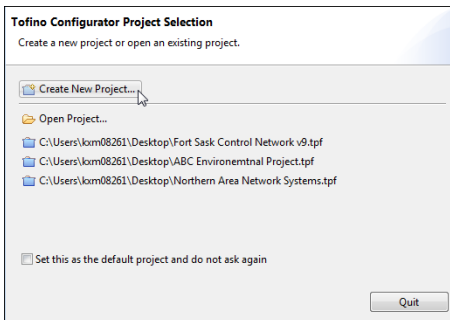 Tofino Configurator Project Selection
Create a new project or open an existing project.
Create New Project...
Open Project...
C:\Users\kxm08261\Desktop\Fort Sask Control Network v9.tpf
C:\Users\kxm08261\Desktop\ABC Environemtnal Project.tpf
C:\Users\kxm08261\Desktop\Northern Area Network Systems.tpf
Set this as the default project and do not ask again
Quit